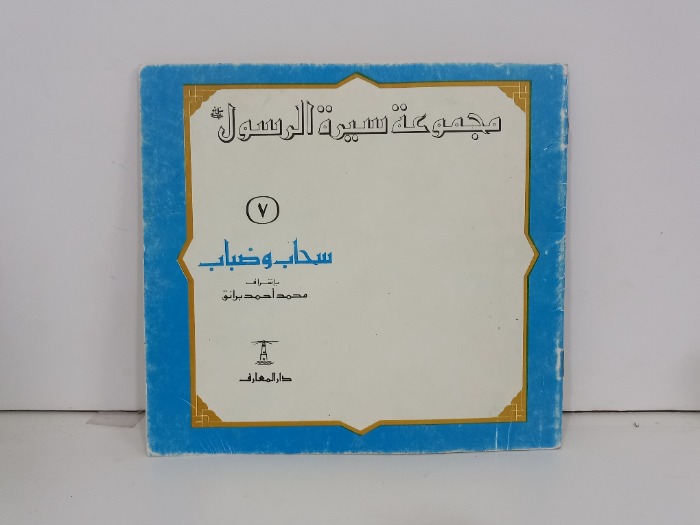 مجموعة سيرة الرسول ﷺ
٧
سحاب وضباب
بإشراف
محمد أحمد برانق
دار المعارف